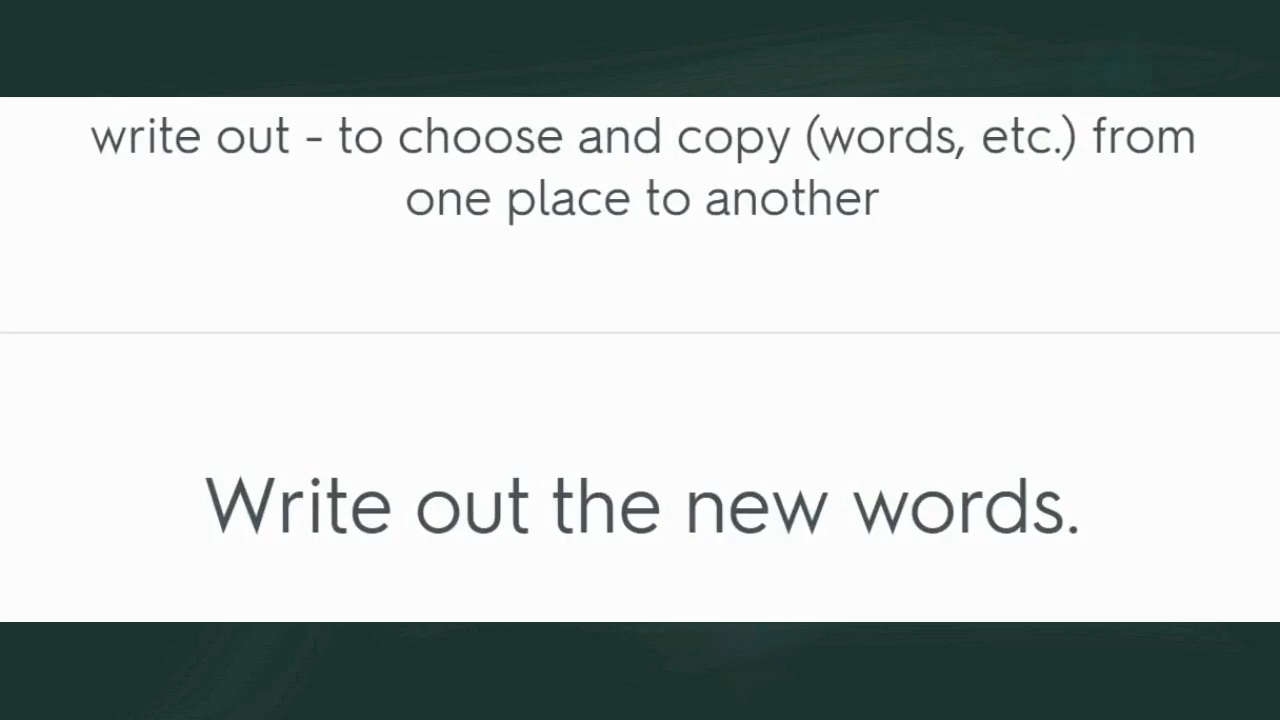 write out - to choose and copy (words, etc.) from
one place to another
Write out the new words.